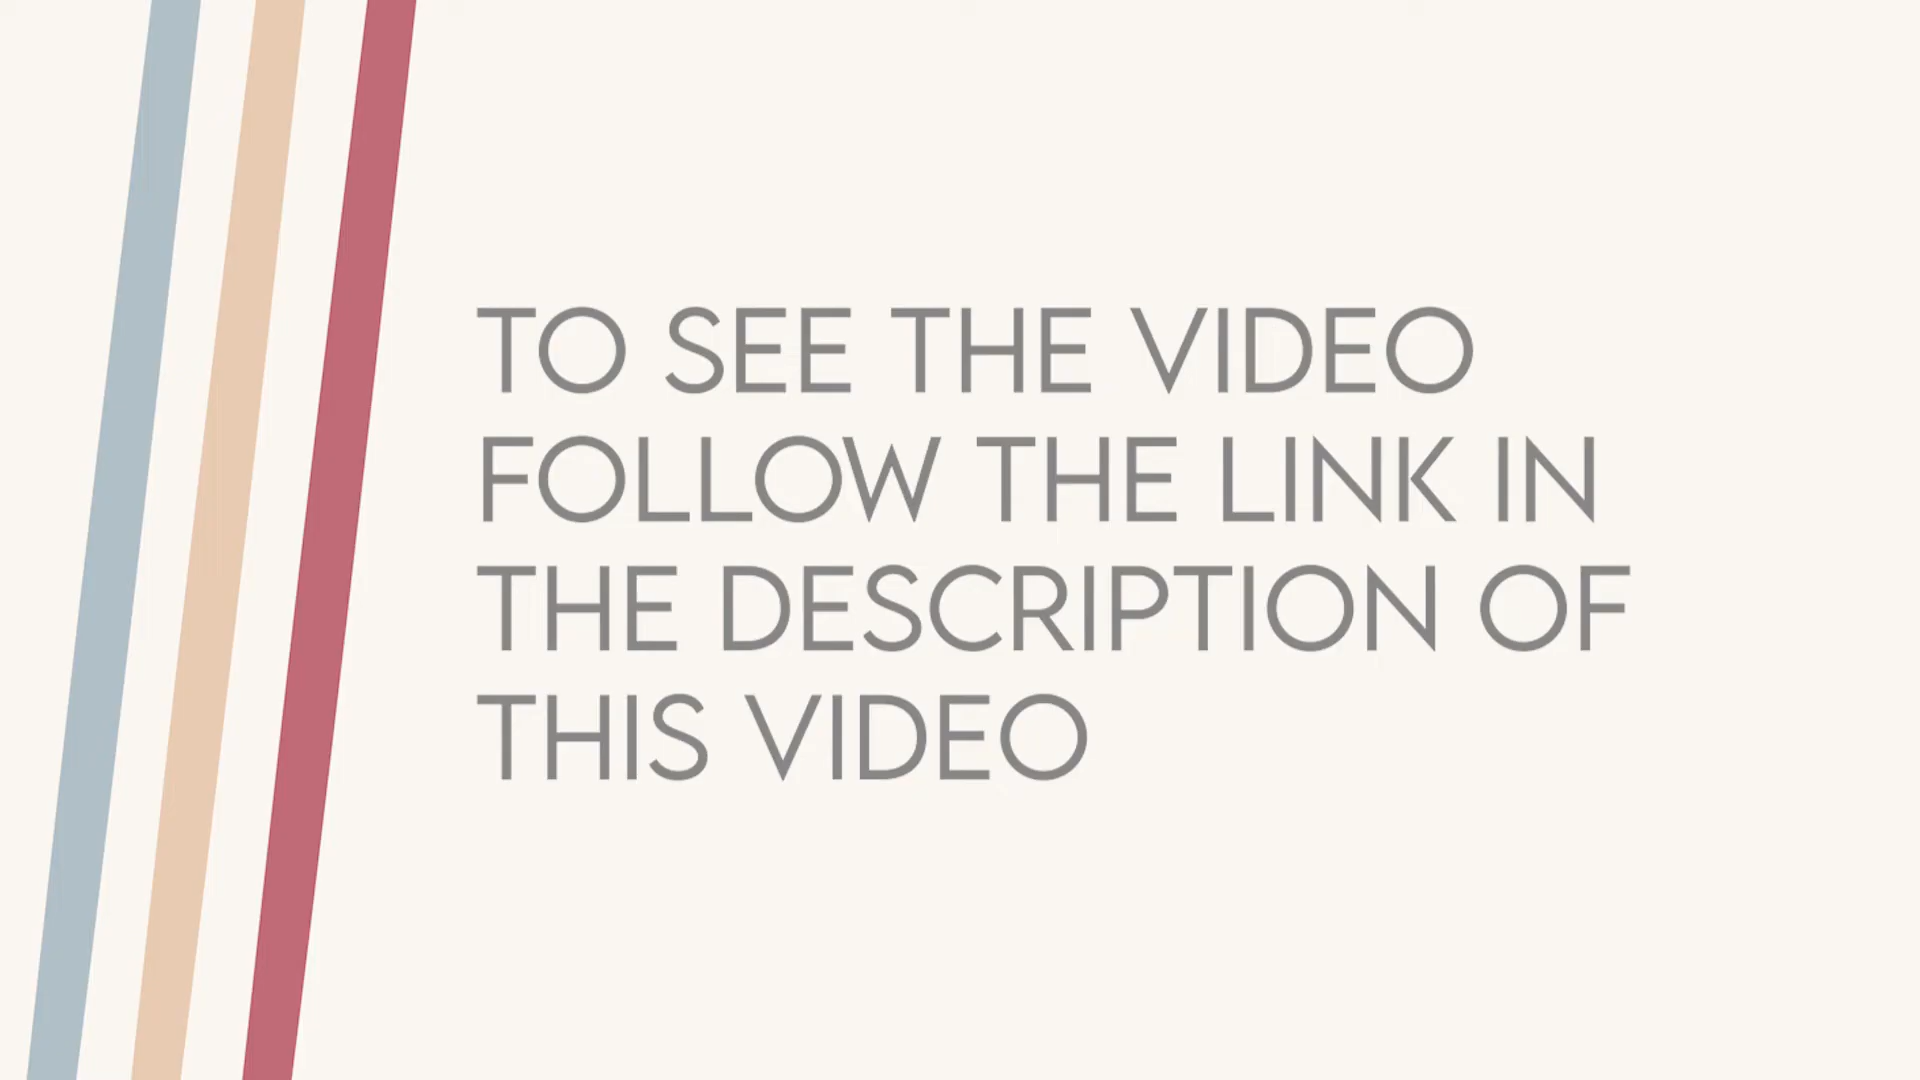 TO SEE THE VIDEO
FOLLOW THE LINK IN
THE DESCRIPTION OF
THIS VIDEO